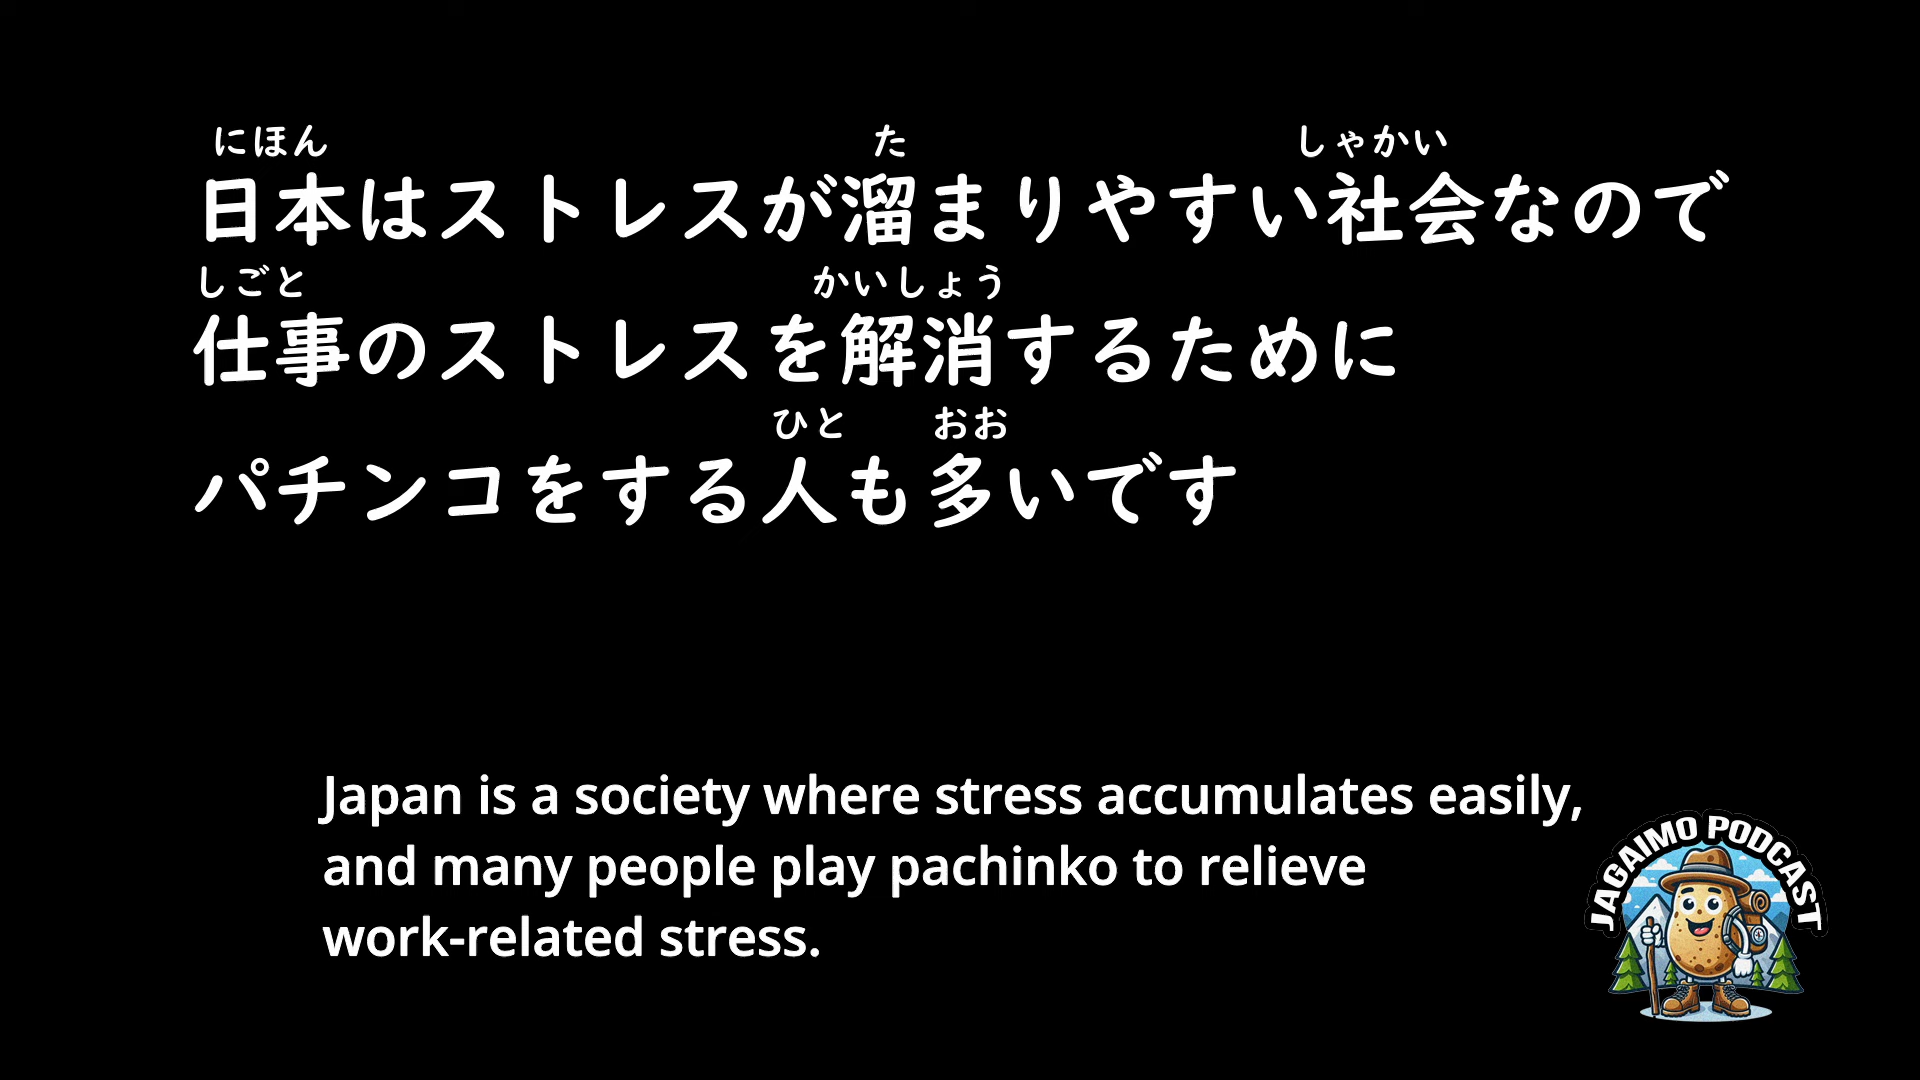 にほん た しゃかい
日本はストレスが溜まりやすい社会なので
しごと かいしょう
仕事のストレスを解消するために
ひと おお
パチンコをする人も多いです
Japan is a society where stress accumulates easily,
and many people play pachinko to relieve
work-related stress.
JAGAIMO PODCAST